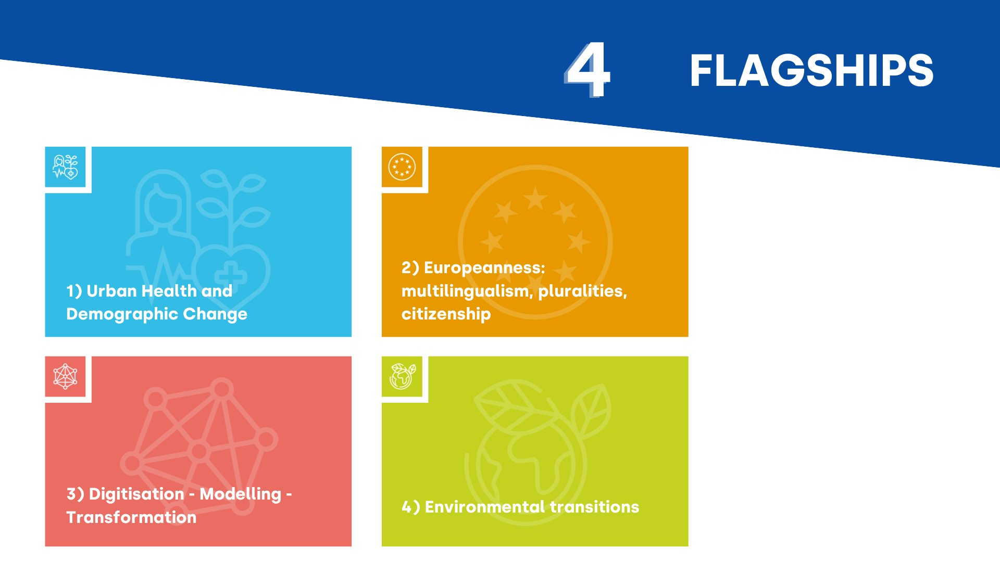 4 FLAGSHIPS
1) Urban Health and
Demographic Change
2) Europeanness:
multilingualism, pluralities,
citizenship
3) Digitisation - Modelling -
Transformation
4) Environmental transitions